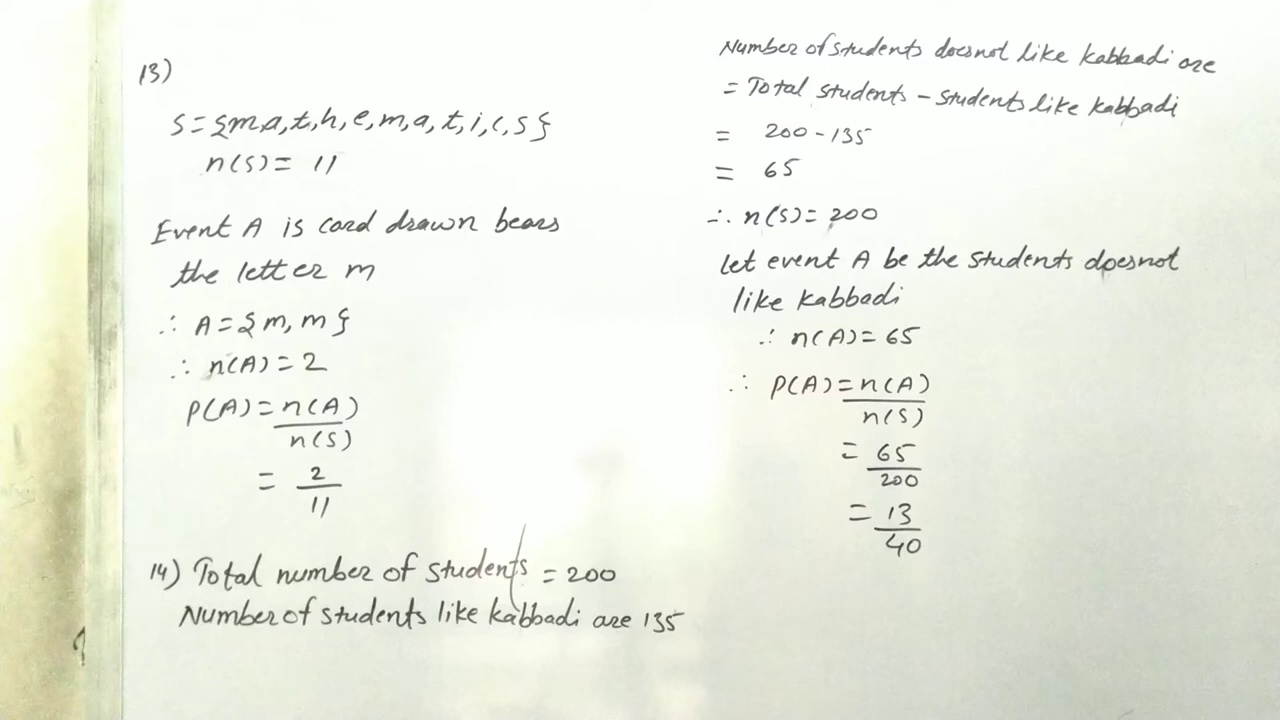 13)
S = {m,a,t,h,e,m,a,t,i,c,s}
n(S) = 11
Event A is card drawn bears
the letter m
∴ A = {m, m}
∴ n(A) = 2
P(A) = n(A)
n(S)
= 2
11
14) Total number of students = 200
Number of students like kabbadi are 135
Number of students doesnot like kabbadi are
= Total students - students like kabbadi
= 200 - 135
= 65
∴ n(S) = 200
let event A be the students doesnot
like kabbadi
∴ n(A) = 65
∴ P(A) = n(A)
n(S)
= 65
200
= 13
40